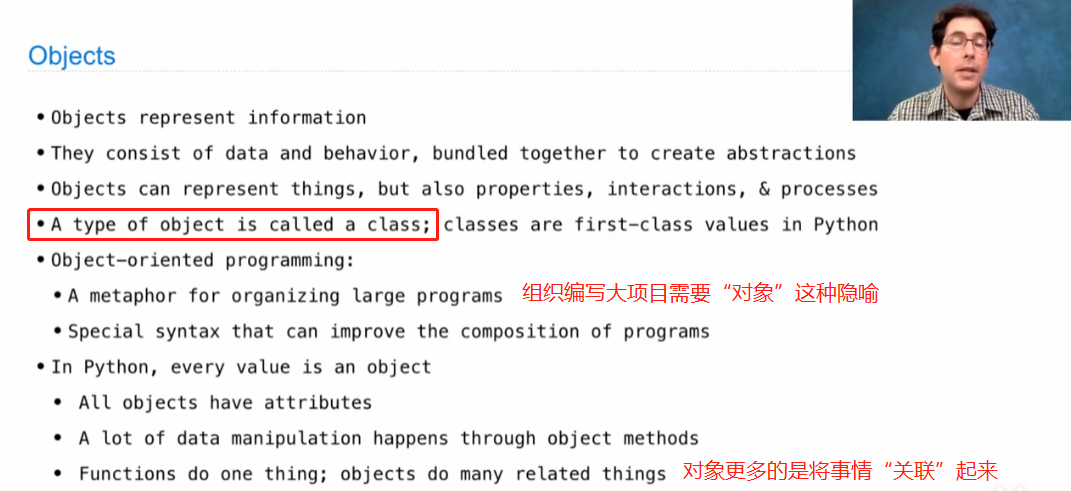 Objects
• Objects represent information
• They consist of data and behavior, bundled together to create abstractions
• Objects can represent things, but also properties, interactions, & processes
• A type of object is called a class; classes are first-class values in Python
• Object-oriented programming:
• A metaphor for organizing large programs 组织编写大项目需要“对象”这种隐喻
• Special syntax that can improve the composition of programs
• In Python, every value is an object
• All objects have attributes
• A lot of data manipulation happens through object methods
• Functions do one thing; objects do many related things 对象更多的是将事情“关联”起来